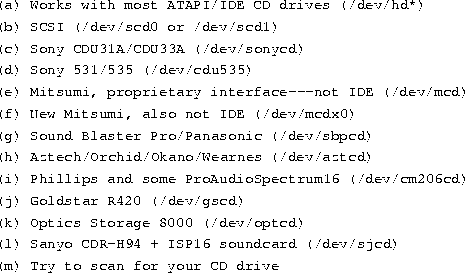 (a) Works with most ATAPI/IDE CD drives (/dev/hd*)
(b) SCSI (/dev/scd0 or /dev/scd1)
(c) Sony CDU31A/CDU33A (/dev/sonycd)
(d) Sony 531/535 (/dev/cdu535)
(e) Mitsumi, proprietary interface---not IDE (/dev/mcd)
(f) New Mitsumi, also not IDE (/dev/mcdx0)
(g) Sound Blaster Pro/Panasonic (/dev/sbpcd)
(h) Aztech/Orchid/Okano/Wearnes (/dev/aztcd)
(i) Phillips and some ProAudioSpectrum16 (/dev/cm206cd)
(j) Goldstar R420 (/dev/gscd)
(k) Optics Storage 8000 (/dev/optcd)
(l) Sanyo CDR-H94 + ISP16 soundcard (/dev/sjcd)
(m) Try to scan for your CD drive